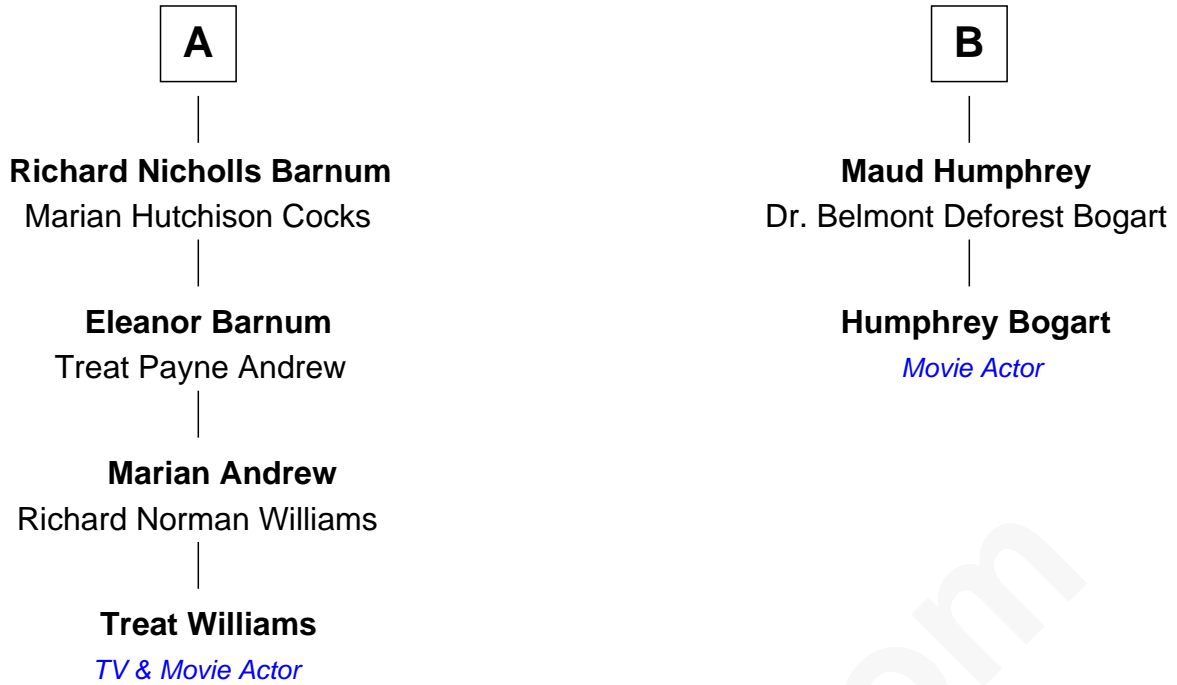 A
Richard Nicholls Barnum
Marian Hutchison Cocks
Eleanor Barnum
Treat Payne Andrew
Marian Andrew
Richard Norman Williams
Treat Williams
TV & Movie Actor
B
Maud Humphrey
Dr. Belmont Deforest Bogart
Humphrey Bogart
Movie Actor
om